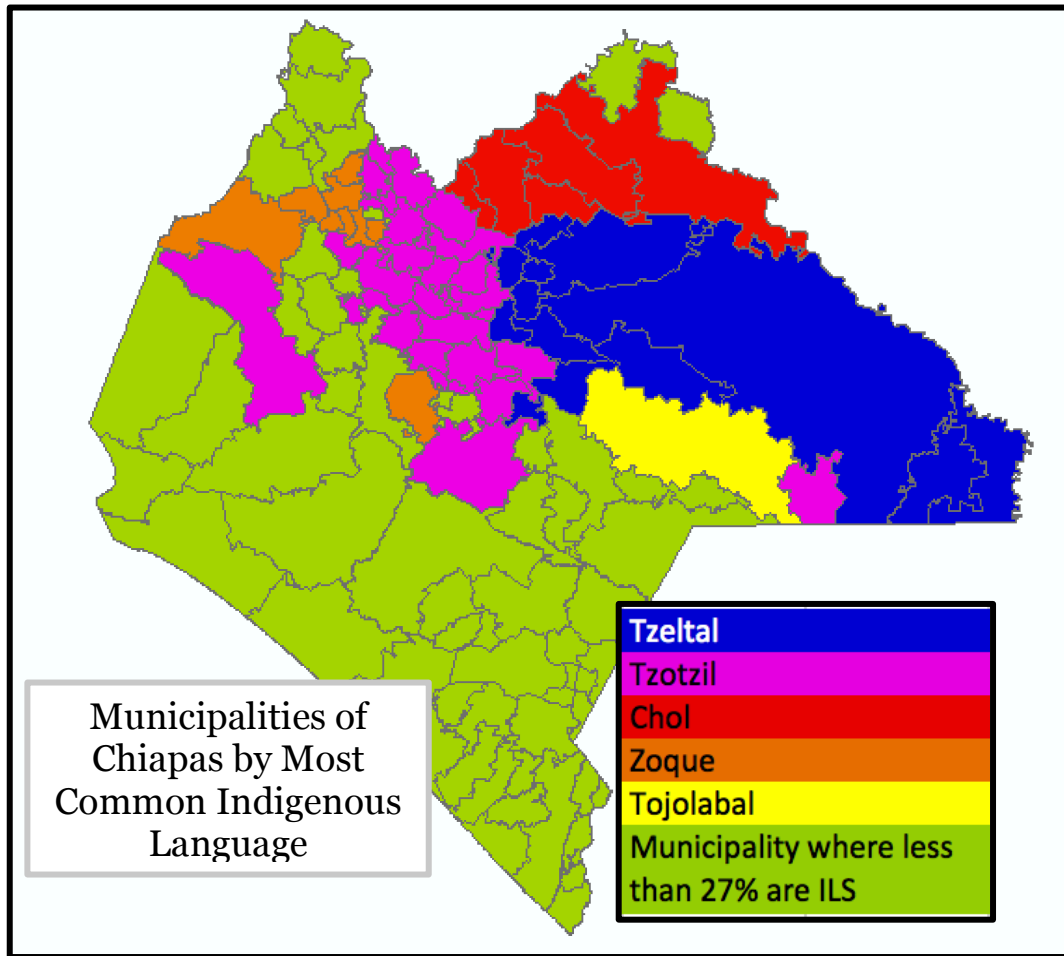 Municipalities of
Chiapas by Most
Common Indigenous
Language
Tzeltal
Tzotzil
Chol
Zoque
Tojolabal
Municipality where less
than 27% are ILS